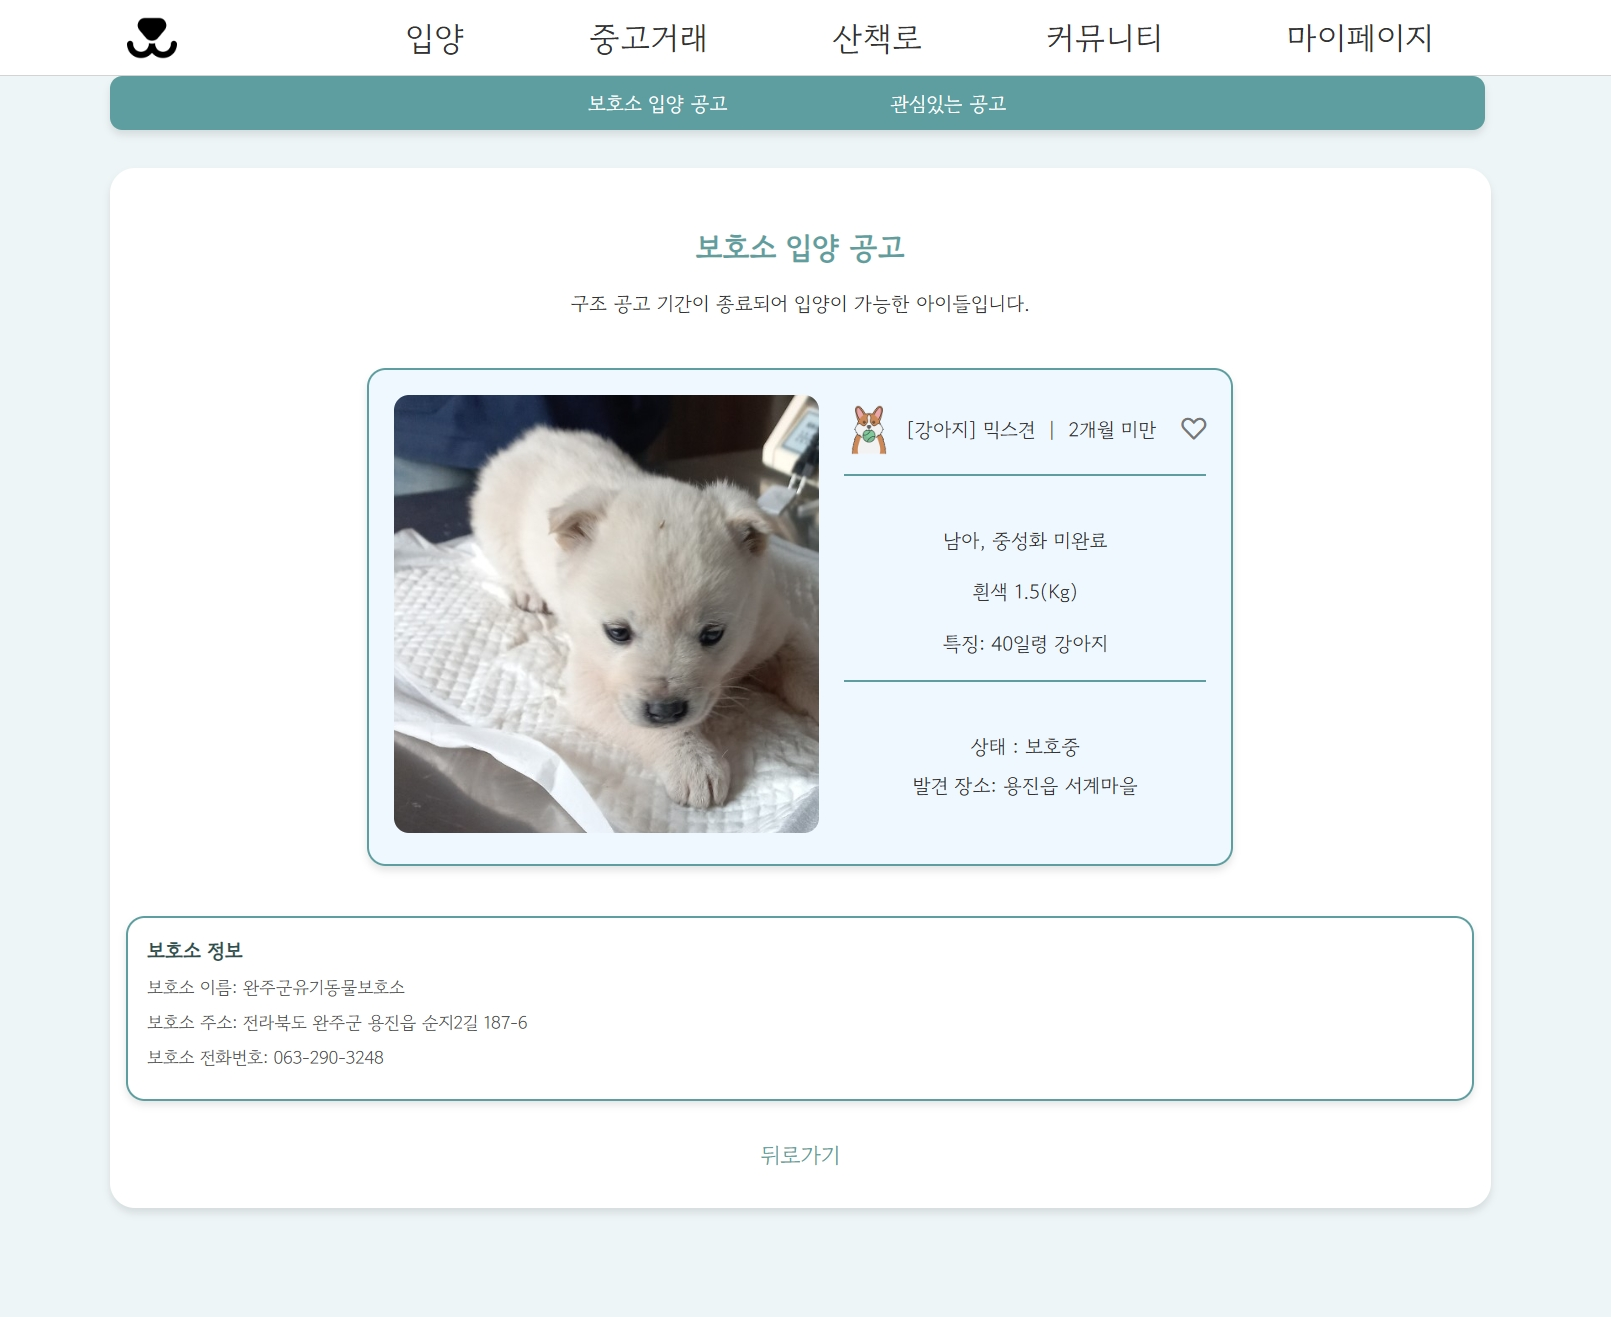 입양 중고거래 산책로 커뮤니티 마이페이지
보호소 입양 공고 관심있는 공고
보호소 입양 공고
구조 공고 기간이 종료되어 입양이 가능한 아이들입니다.
[강아지] 믹스견 | 2개월 미만
남아, 중성화 미완료
흰색 1.5(Kg)
특징: 40일령 강아지
상태 : 보호중
발견 장소: 용진읍 서계마을
보호소 정보
보호소 이름: 완주군유기동물보호소
보호소 주소: 전라북도 완주군 용진읍 순지2길 187-6
보호소 전화번호: 063-290-3248
뒤로가기